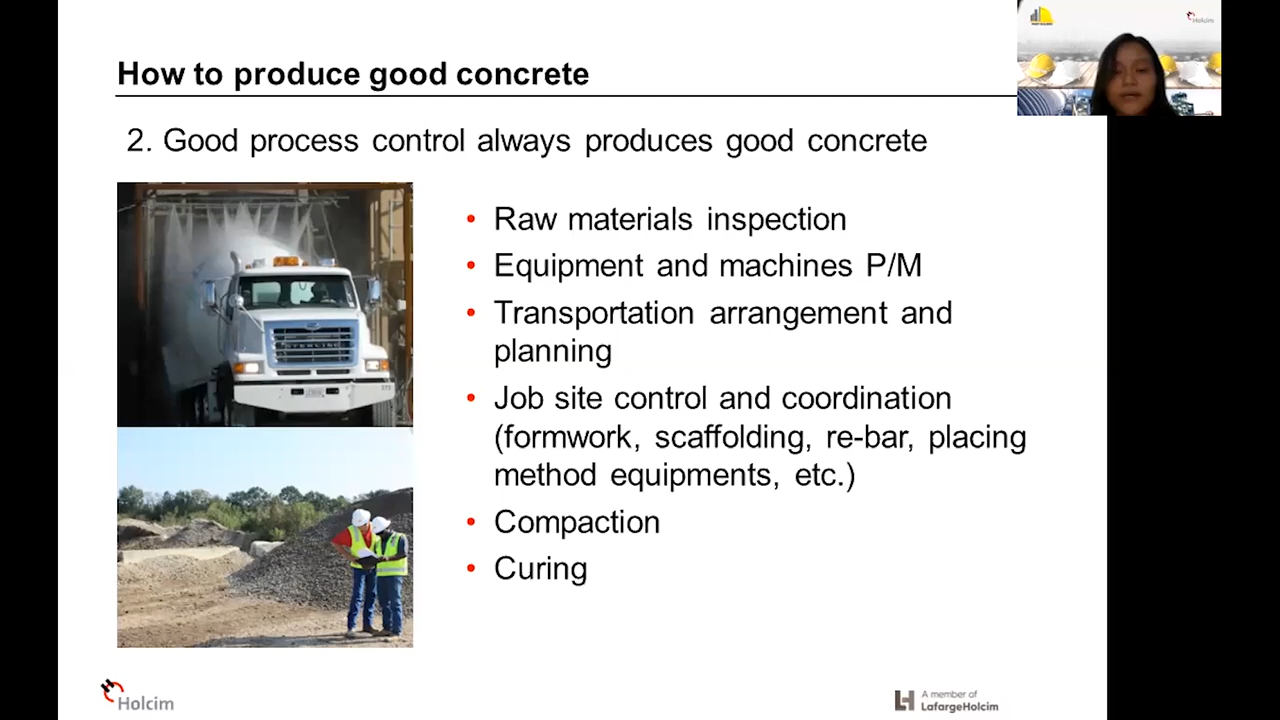 How to produce good concrete
Holcim
2. Good process control always produces good concrete
• Raw materials inspection
• Equipment and machines P/M
• Transportation arrangement and
planning
• Job site control and coordination
(formwork, scaffolding, re-bar, placing
method equipments, etc.)
• Compaction
• Curing
STERLING
Holcim
A member of
LafargeHolcim